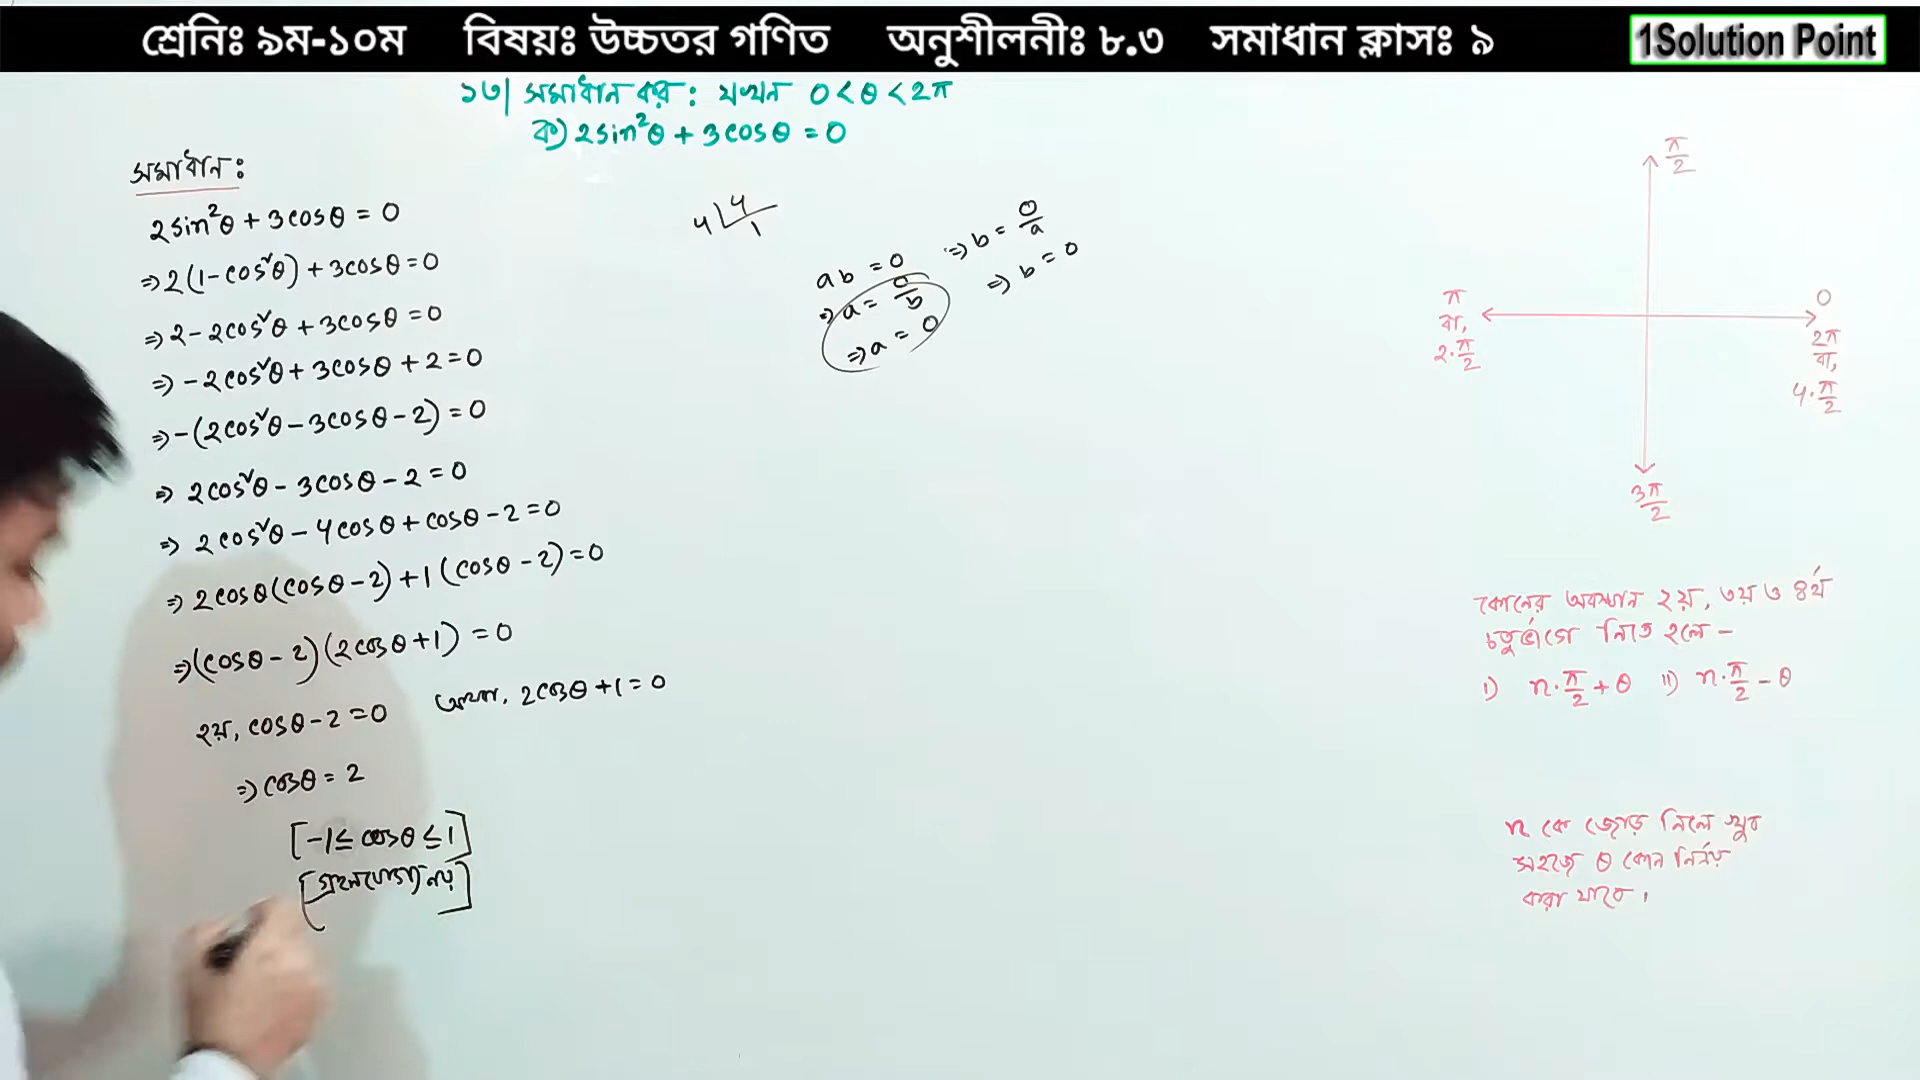 শ্রেনিঃ ৯ম-১০ম বিষয়ঃ উচ্চতর গণিত অনুশীলনীঃ ৮.৩ সমাধান ক্লাসঃ ৯
1Solution Point
১৩| সমাধান কর: যখন 0<θ<2π
ক) 2sin²θ + 3cosθ = 0
সমাধান:
2sin²θ + 3cosθ = 0
⇒ 2(1-cos²θ) + 3cosθ = 0
⇒ 2 - 2cos²θ + 3cosθ = 0
⇒ -2cos²θ + 3cosθ + 2 = 0
⇒ -(2cos²θ - 3cosθ - 2) = 0
⇒ 2cos²θ - 3cosθ - 2 = 0
⇒ 2cos²θ - 4cosθ + cosθ - 2 = 0
⇒ 2cosθ(cosθ-2) + 1(cosθ-2) = 0
⇒ (cosθ-2)(2cosθ+1) = 0
হয়, cosθ-2 = 0 অথবা, 2cosθ+1 = 0
⇒ cosθ = 2
[-1 ≤ cosθ ≤ 1]
[গ্রহনযোগ্য নয়]
4 4
1
ab = 0
⇒ a = 0/b
⇒ a = 0
⇒ b = 0/a
⇒ b = 0
π/2
π
বা,
2·π/2
0
2π
বা,
4·π/2
3π/2
কোনের অবস্থান ২য়, ৩য় ও ৪র্থ
চতুর্ভাগে নিতে হলে -
i) n·π/2 + θ ii) n·π/2 - θ
n কে জোড় নিলে খুব
সহজে θ কোন নির্নয়
করা যাবে।